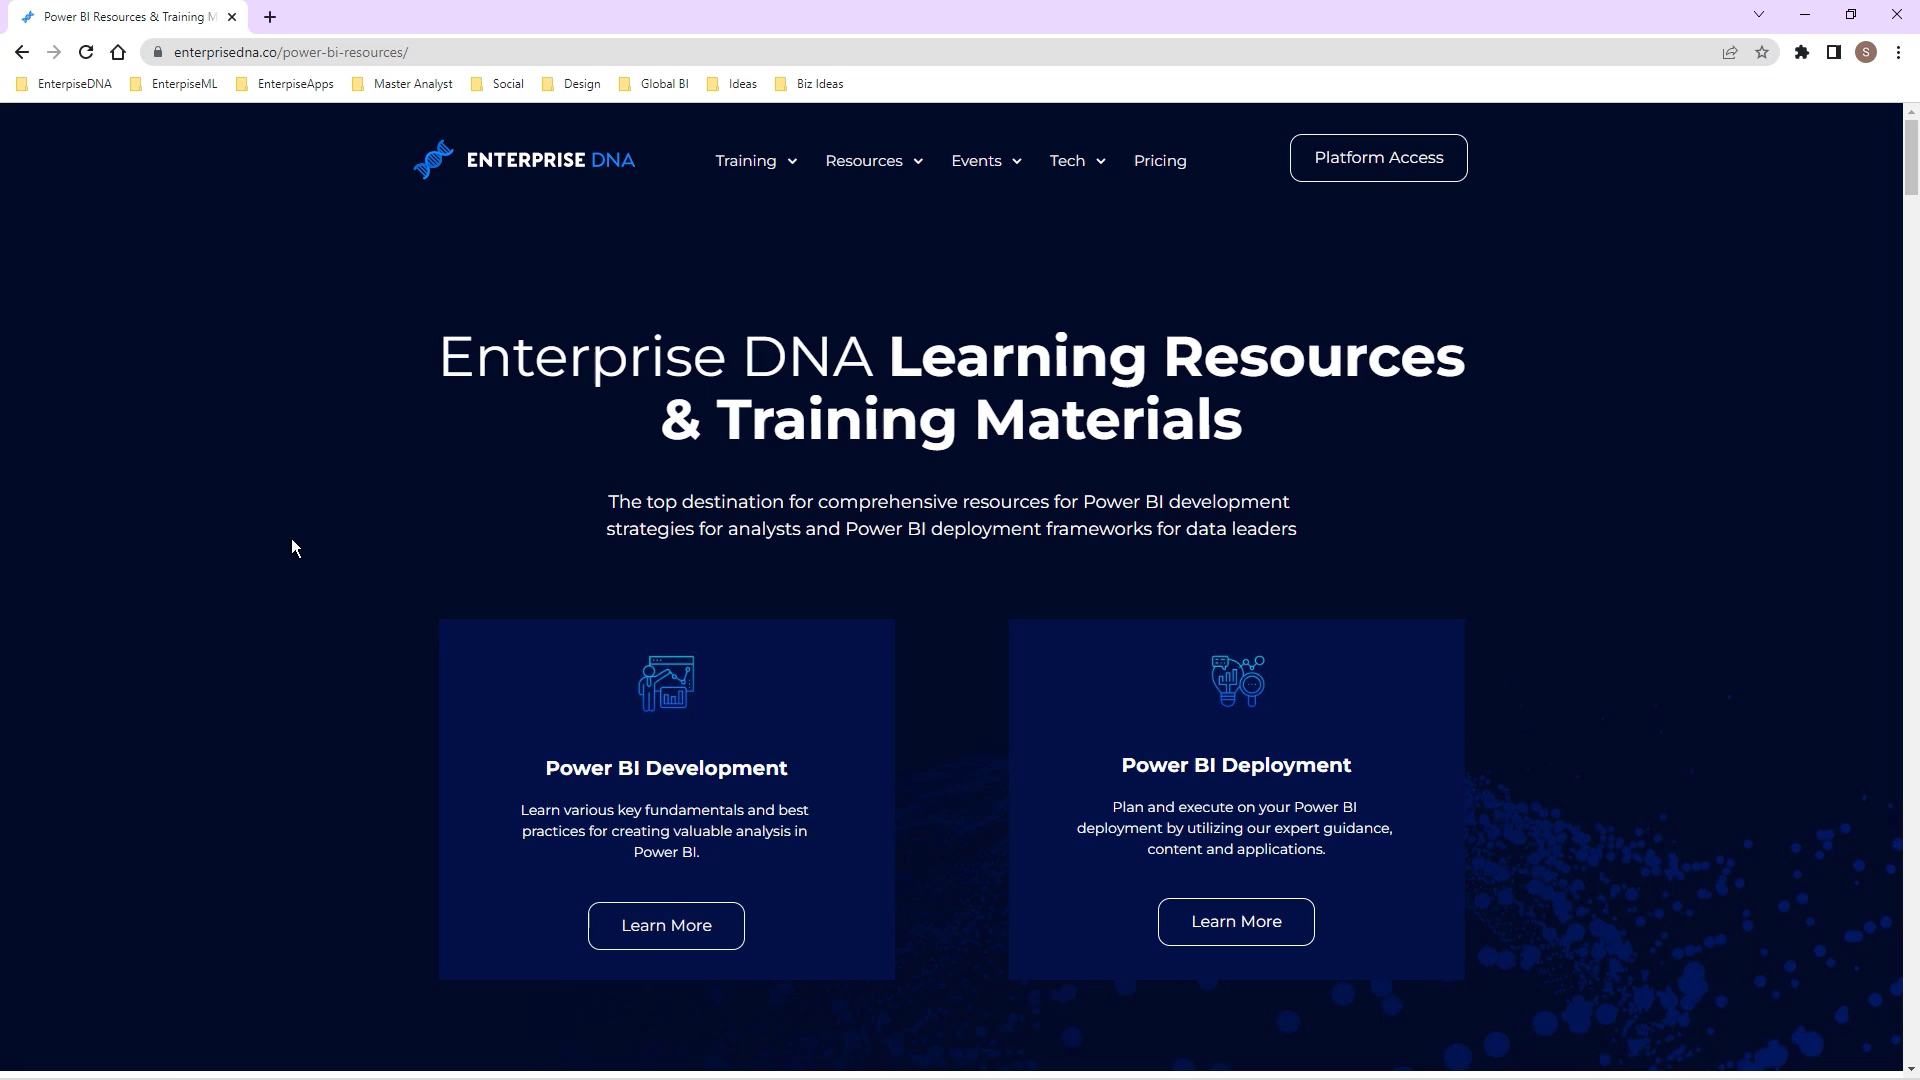 Power BI Resources & Training M
enterprisedna.co/power-bi-resources/
S
EnterpiseDNA EnterpiseML EnterpiseApps Master Analyst Social Design Global BI Ideas Biz Ideas
ENTERPRISE DNA Training Resources Events Tech Pricing Platform Access
Enterprise DNA Learning Resources
& Training Materials
The top destination for comprehensive resources for Power BI development
strategies for analysts and Power BI deployment frameworks for data leaders
Power BI Development
Learn various key fundamentals and best
practices for creating valuable analysis in
Power BI.
Learn More
Power BI Deployment
Plan and execute on your Power BI
deployment by utilizing our expert guidance,
content and applications.
Learn More